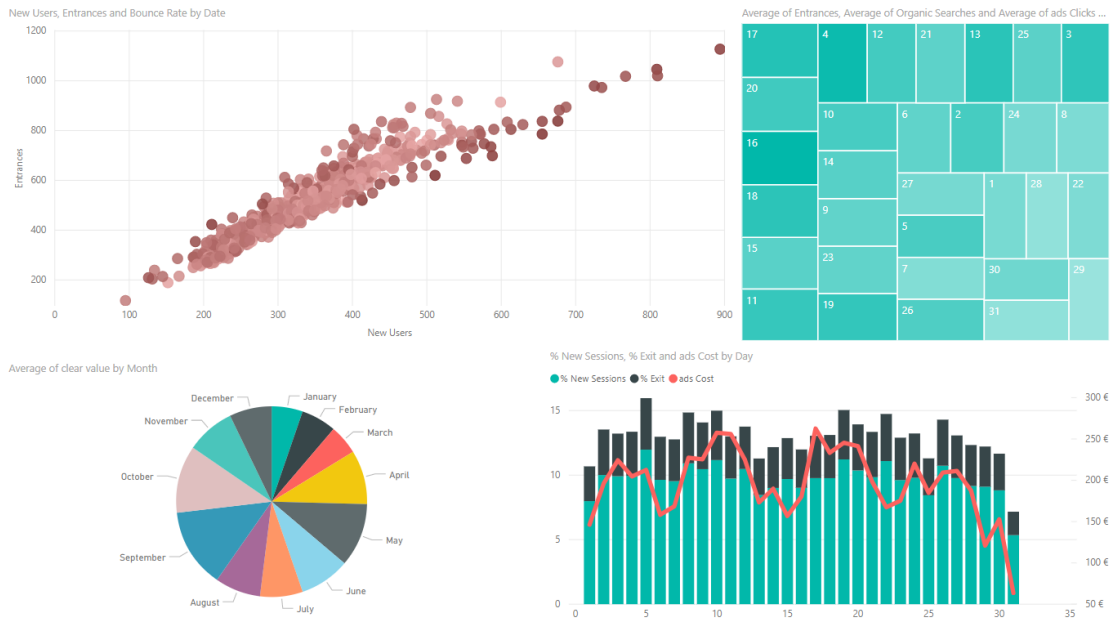 New Users, Entrances and Bounce Rate by Date
1200
1000
800
600
400
200
Entrances
0 100 200 300 400 500 600 700 800 900
New Users
Average of Entrances, Average of Organic Searches and Average of ads Clicks ...
17 4 12 21 13 25 3
20
10 6 2 24 8
16
14
27 1 28 22
18
9
5
15
23
7 30 29
11 19
26 31
Average of clear value by Month
December
January
November
February
March
October
April
May
September
June
August
July
% New Sessions, % Exit and ads Cost by Day
% New Sessions % Exit ads Cost
15
10
5
0
300 €
250 €
200 €
150 €
100 €
50 €
0 5 10 15 20 25 30 35